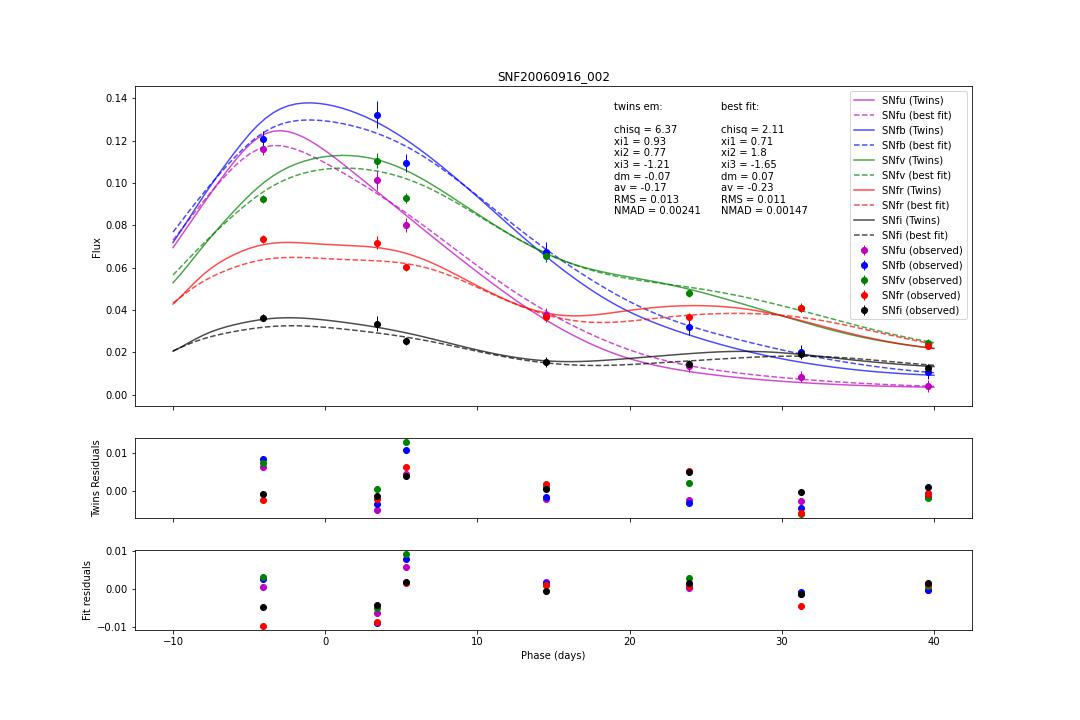 SNF20060916_002
0.14
0.12
0.10
0.08
0.06
0.04
0.02
0.00
Flux
twins em:
chisq = 6.37
xi1 = 0.93
xi2 = 0.77
xi3 = -1.21
dm = -0.07
av = -0.17
RMS = 0.013
NMAD = 0.00241
best fit:
chisq = 2.11
xi1 = 0.71
xi2 = 1.8
xi3 = -1.65
dm = 0.07
av = -0.23
RMS = 0.011
NMAD = 0.00147
SNfu (Twins)
SNfu (best fit)
SNfb (Twins)
SNfb (best fit)
SNfv (Twins)
SNfv (best fit)
SNfr (Twins)
SNfr (best fit)
SNfi (Twins)
SNfi (best fit)
SNfu (observed)
SNfb (observed)
SNfv (observed)
SNfr (observed)
SNfi (observed)
0.01
0.00
Twins Residuals
0.01
0.00
−0.01
Fit residuals
−10 0 10 20 30 40
Phase (days)